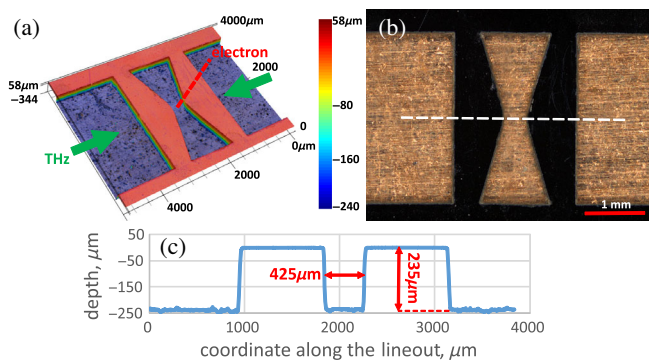 (a)
4000μm
58μm
electron
(b)
0
58μm
−344
2000
−80
THz
0
0μm
−160
2000
4000
−240
1 mm
(c)
50
−50
−150
−250
depth, μm
425μm
235μm
0
1000
2000
3000
4000
coordinate along the lineout, μm